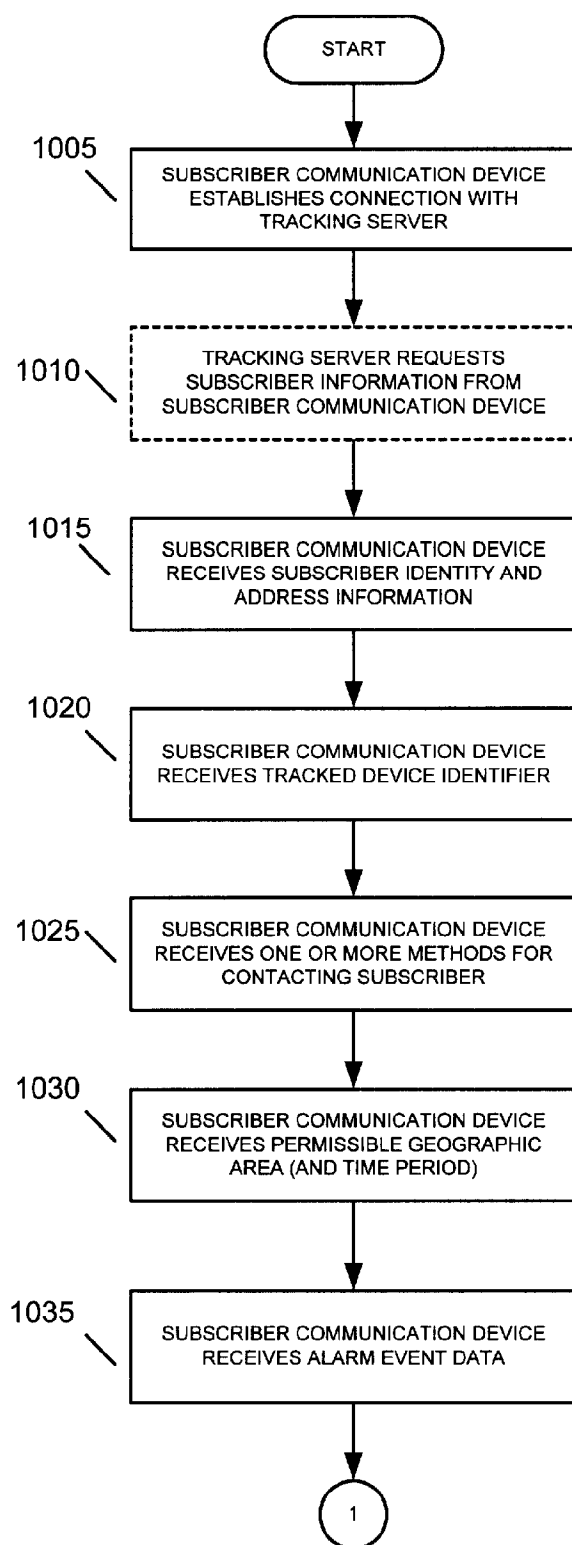 START
1005
SUBSCRIBER COMMUNICATION DEVICE
ESTABLISHES CONNECTION WITH
TRACKING SERVER
1010
TRACKING SERVER REQUESTS
SUBSCRIBER INFORMATION FROM
SUBSCRIBER COMMUNICATION DEVICE
1015
SUBSCRIBER COMMUNICATION DEVICE
RECEIVES SUBSCRIBER IDENTITY AND
ADDRESS INFORMATION
1020
SUBSCRIBER COMMUNICATION DEVICE
RECEIVES TRACKED DEVICE IDENTIFIER
1025
SUBSCRIBER COMMUNICATION DEVICE
RECEIVES ONE OR MORE METHODS FOR
CONTACTING SUBSCRIBER
1030
SUBSCRIBER COMMUNICATION DEVICE
RECEIVES PERMISSIBLE GEOGRAPHIC
AREA (AND TIME PERIOD)
1035
SUBSCRIBER COMMUNICATION DEVICE
RECEIVES ALARM EVENT DATA
1